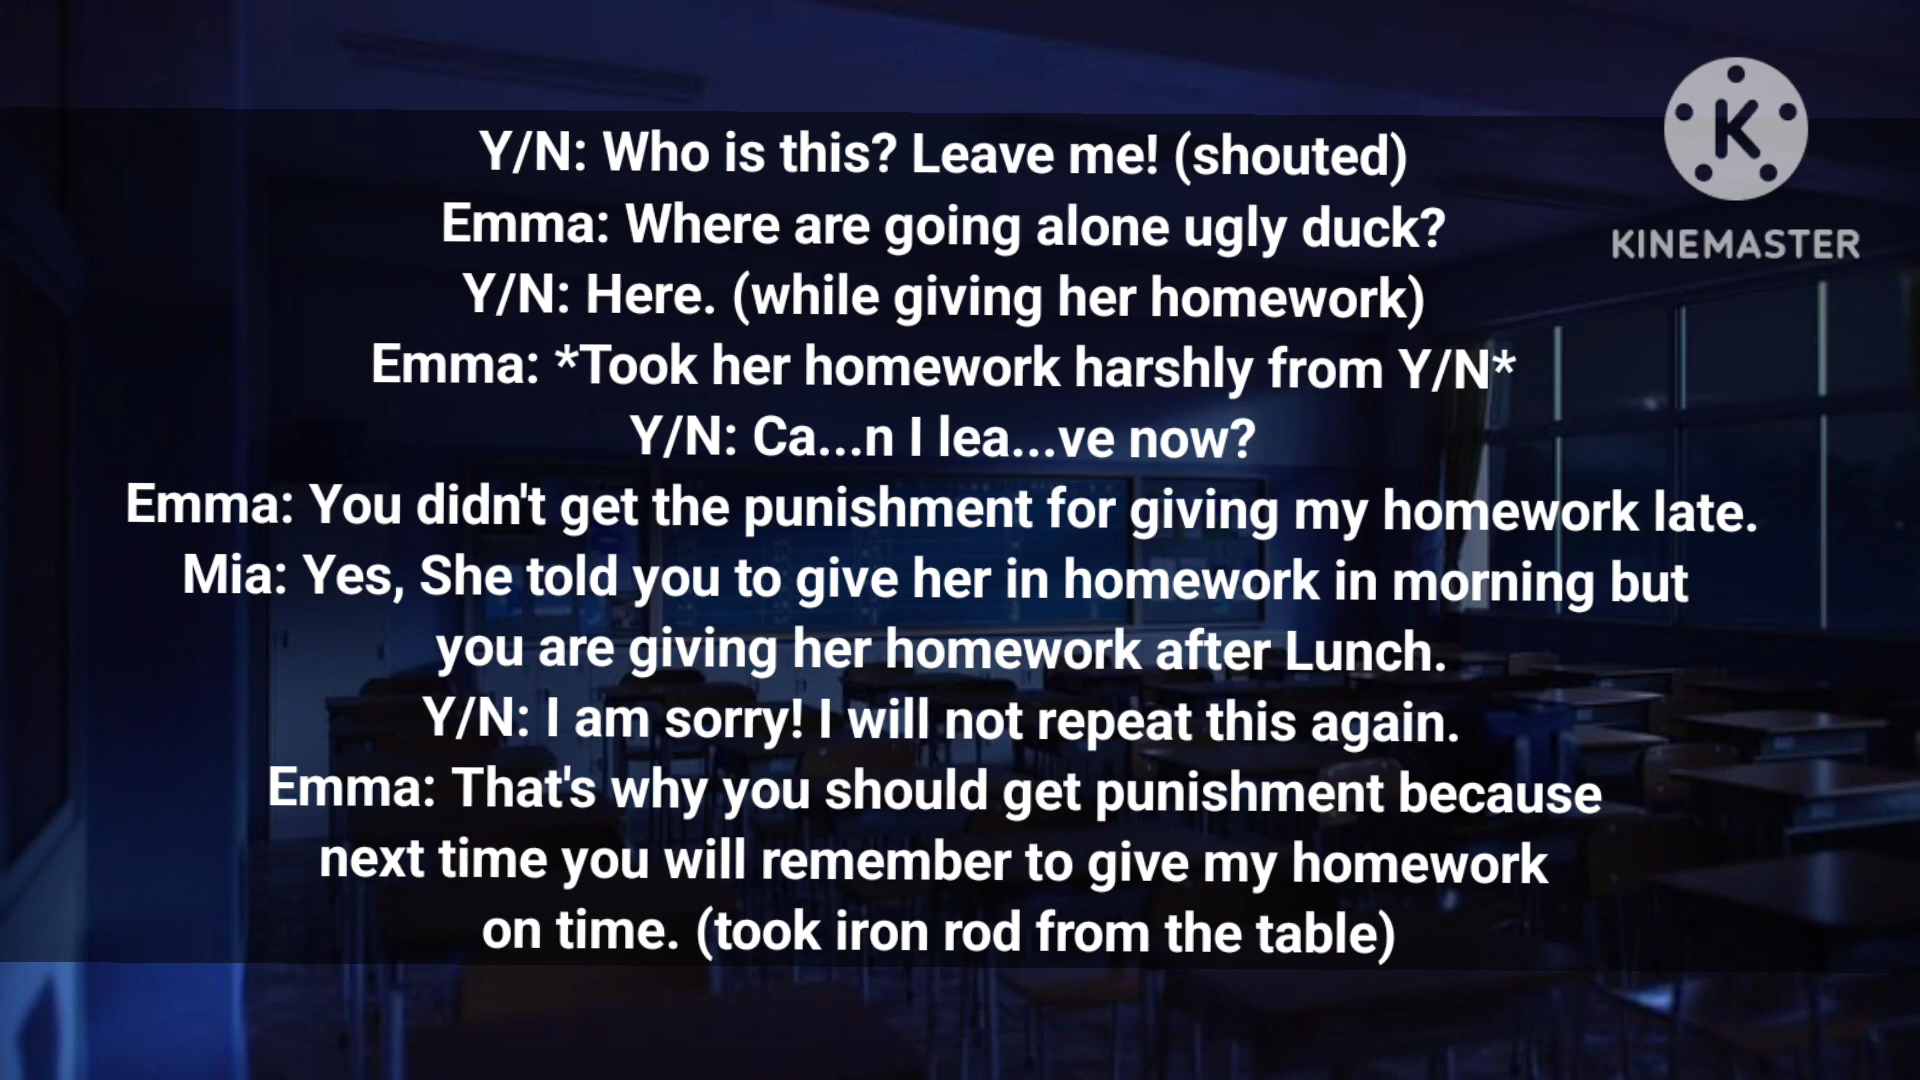 Y/N: Who is this? Leave me! (shouted)
Emma: Where are going alone ugly duck?
Y/N: Here. (while giving her homework)
Emma: *Took her homework harshly from Y/N*
Y/N: Ca...n I lea...ve now?
Emma: You didn't get the punishment for giving my homework late.
Mia: Yes, She told you to give her in homework in morning but
you are giving her homework after Lunch.
Y/N: I am sorry! I will not repeat this again.
Emma: That's why you should get punishment because
next time you will remember to give my homework
on time. (took iron rod from the table)
K
KINEMASTER